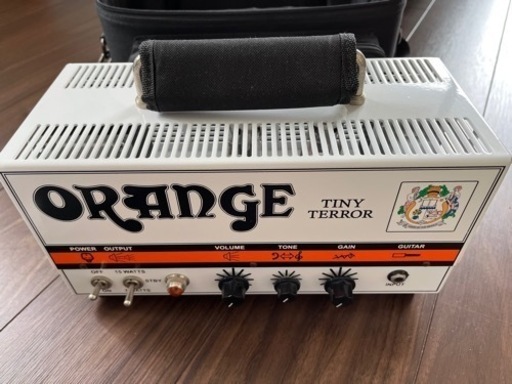 ORANGE
TINY
TERROR
POWER OUTPUT VOLUME TONE GAIN GUITAR
OFF 15 WATTS
STBY
INPUT